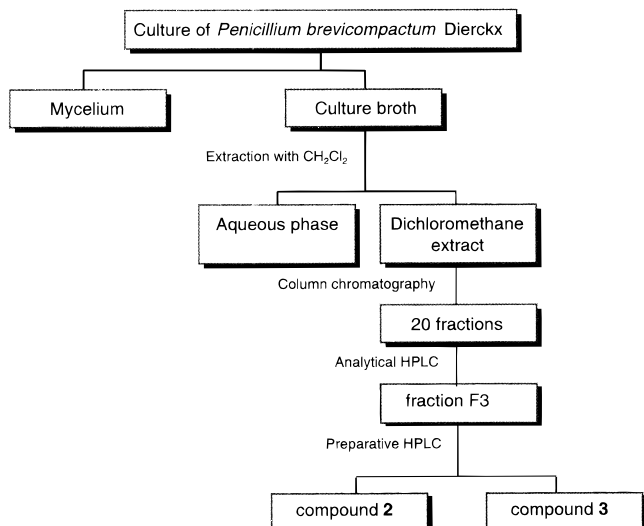 Culture of Penicillium brevicompactum Dierckx
Mycelium
Culture broth
Extraction with CH₂Cl₂
Aqueous phase
Dichloromethane
extract
Column chromatography
20 fractions
Analytical HPLC
fraction F3
Preparative HPLC
compound 2
compound 3